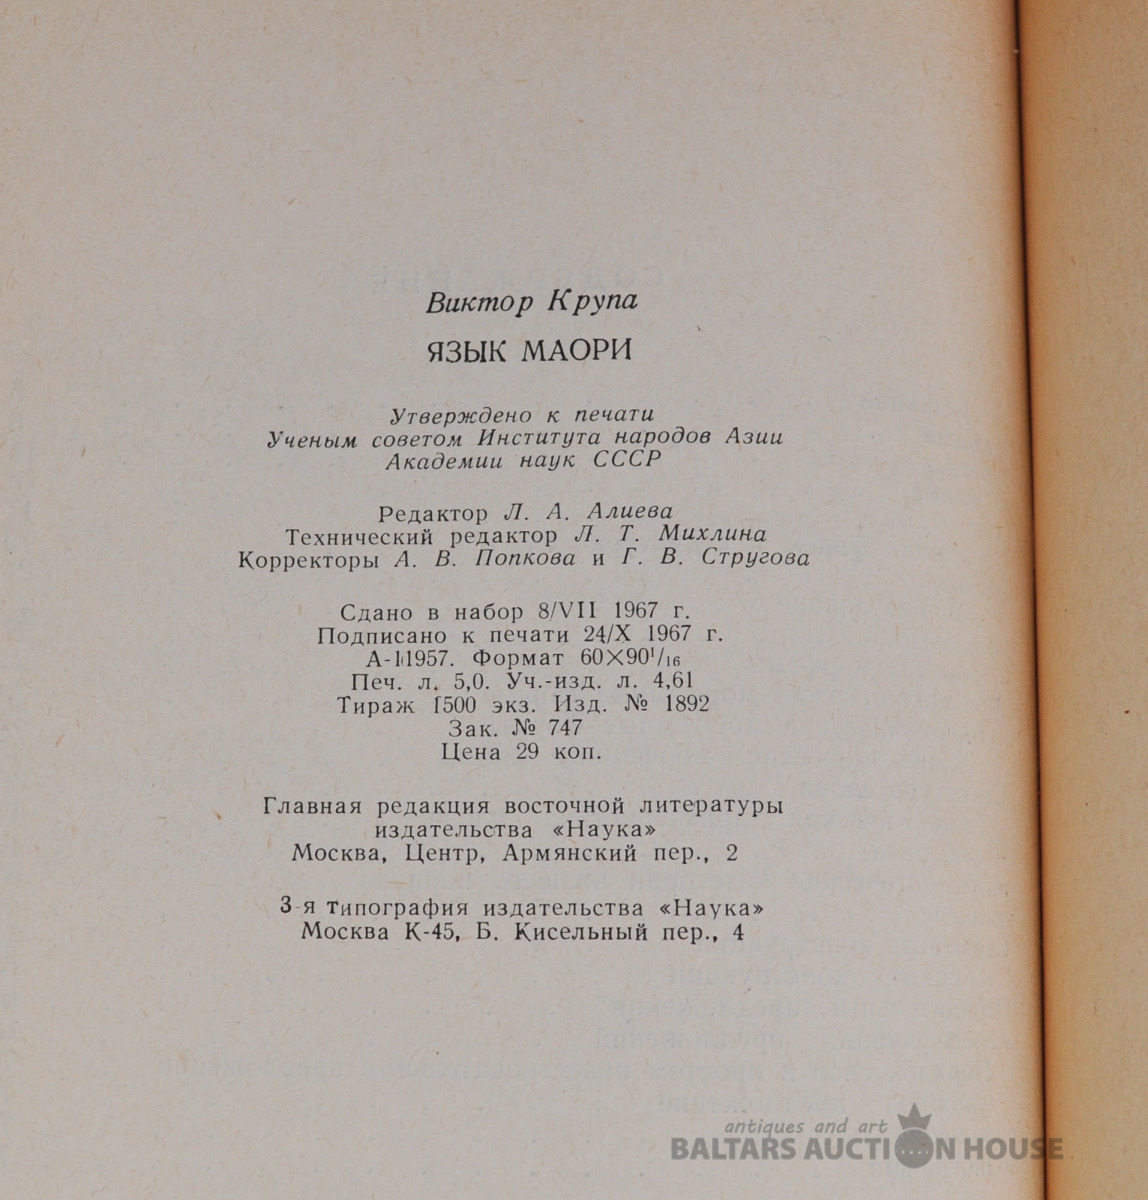 Виктор Крупа
ЯЗЫК МАОРИ
Утверждено к печати
Ученым советом Института народов Азии
Академии наук СССР
Редактор Л. А. Алиева
Технический редактор Л. Т. Михлина
Корректоры А. В. Попкова и Г. В. Стругова
Сдано в набор 8/VII 1967 г.
Подписано к печати 24/X 1967 г.
А-11957. Формат 60×90¹/₁₆
Печ. л. 5,0. Уч.-изд. л. 4,61
Тираж 1500 экз. Изд. № 1892
Зак. № 747
Цена 29 коп.
Главная редакция восточной литературы
издательства «Наука»
Москва, Центр, Армянский пер., 2
3-я типография издательства «Наука»
Москва К-45, Б. Кисельный пер., 4
antiques and art
BALTARS AUCTION HOUSE